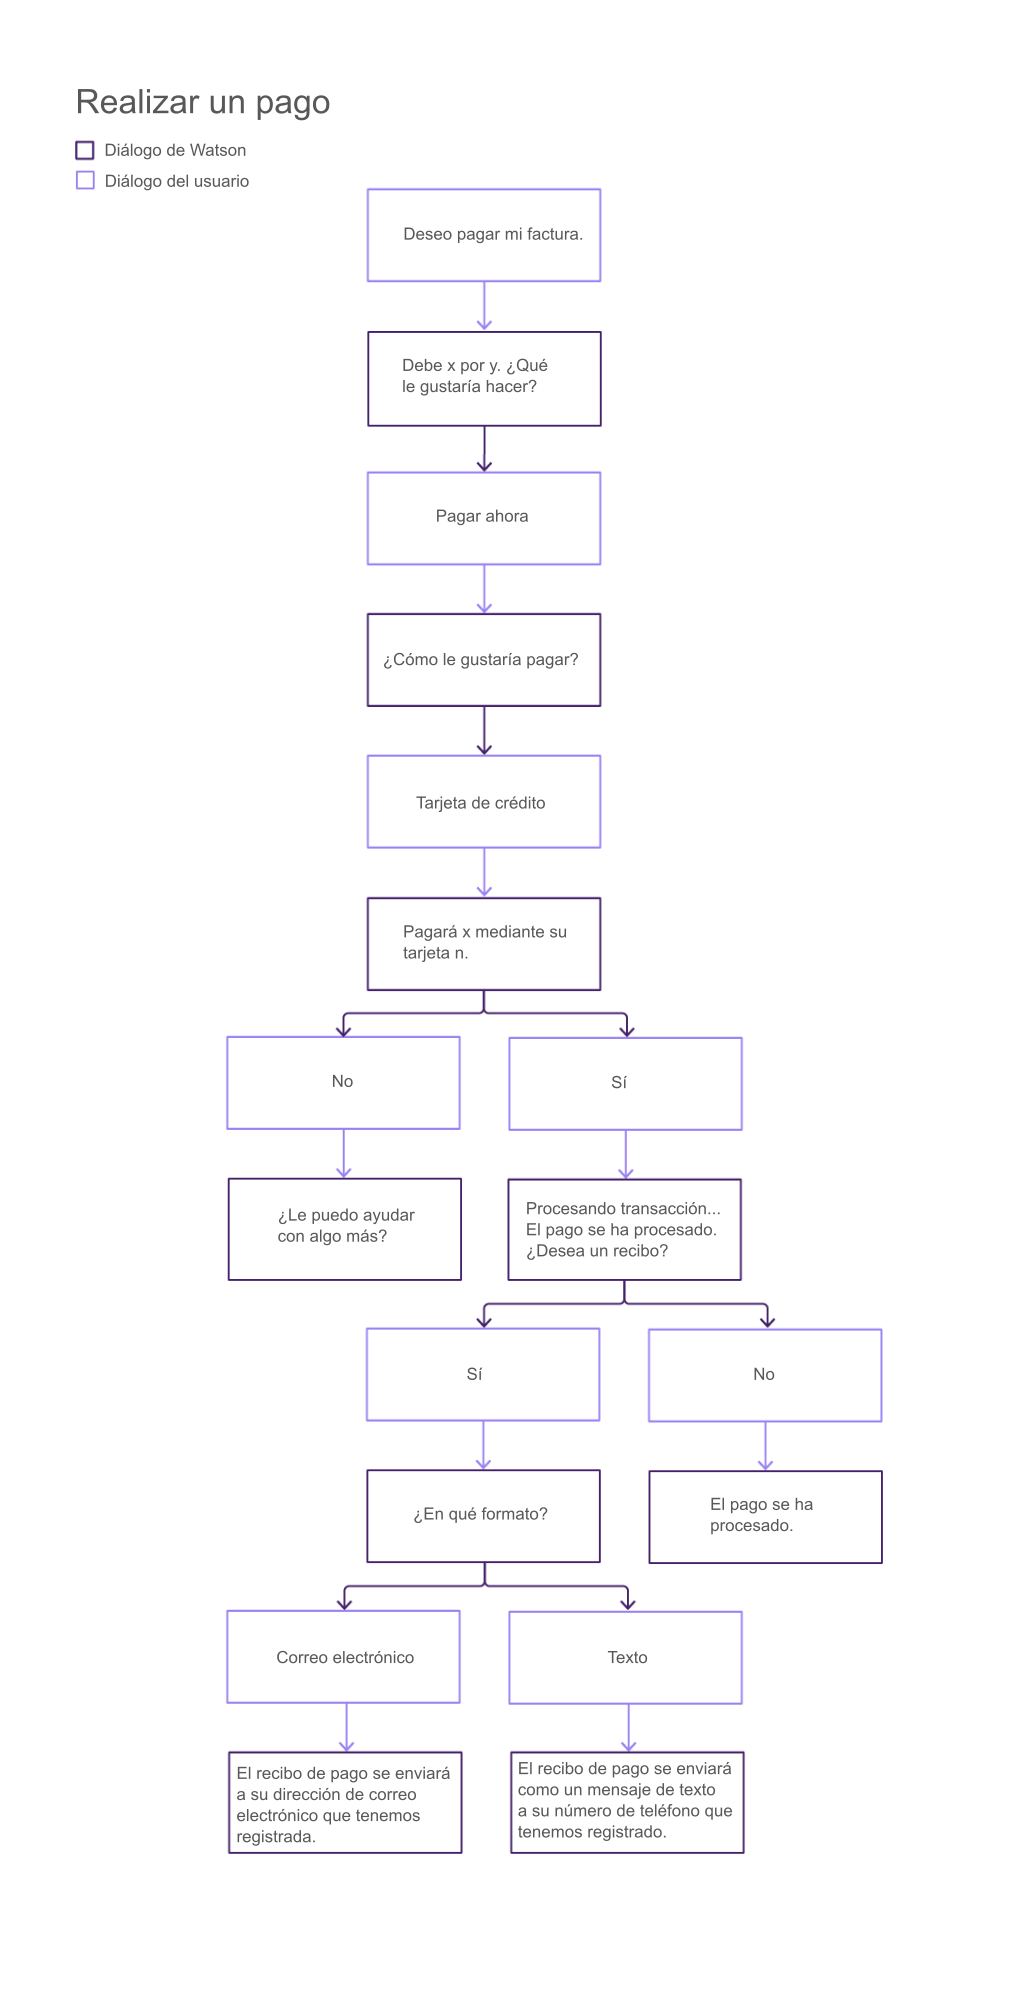 Realizar un pago
Diálogo de Watson
Diálogo del usuario
Deseo pagar mi factura.
Debe x por y. ¿Qué
le gustaría hacer?
Pagar ahora
¿Cómo le gustaría pagar?
Tarjeta de crédito
Pagará x mediante su
tarjeta n.
No
Sí
¿Le puedo ayudar
con algo más?
Procesando transacción...
El pago se ha procesado.
¿Desea un recibo?
Sí
No
¿En qué formato?
El pago se ha
procesado.
Correo electrónico
Texto
El recibo de pago se enviará
a su dirección de correo
electrónico que tenemos
registrada.
El recibo de pago se enviará
como un mensaje de texto
a su número de teléfono que
tenemos registrado.